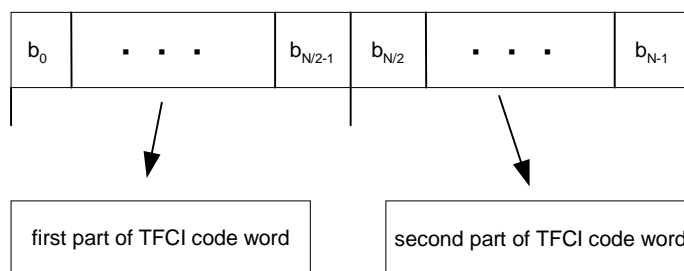 b0 . . . bN/2-1 bN/2 . . . bN-1
first part of TFCI code word second part of TFCI code word